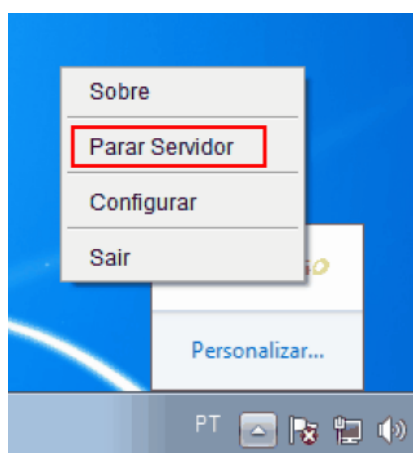 Sobre
Parar Servidor
Configurar
Sair
Personalizar...
PT